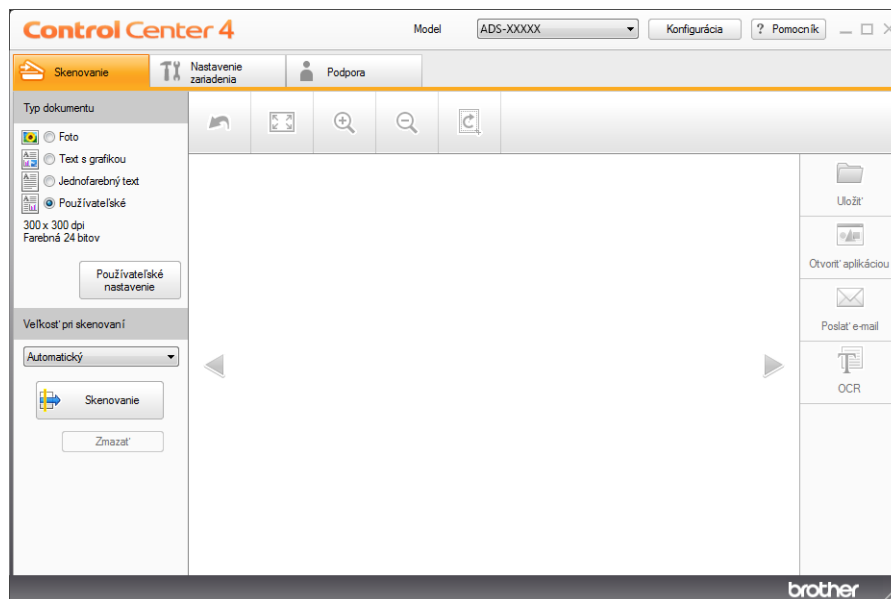 Control Center 4
Model
ADS-XXXXX
Konfigurácia
? Pomocník
Skenovanie
Nastavenie
zariadenia
Podpora
Typ dokumentu
Foto
Text s grafikou
Jednofarebný text
Používateľské
300 x 300 dpi
Farebná 24 bitov
Používateľské
nastavenie
Veľkosť pri skenovaní
Automatický
Skenovanie
Zmazať
Uložiť
Otvoriť aplikáciou
Poslať e-mail
OCR
brother